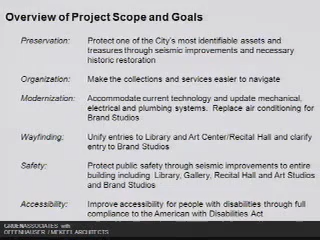 Overview of Project Scope and Goals
Preservation: Protect one of the City's most identifiable assets and
treasures through seismic improvements and necessary
historic restoration
Organization: Make the collections and services easier to navigate
Modernization: Accommodate current technology and update mechanical,
electrical and plumbing systems. Replace air conditioning for
Brand Studios
Wayfinding: Unify entries to Library and Art Center/Recital Hall and clarify
entry to Brand Studios
Safety: Protect public safety through seismic improvements to entire
building including Library, Gallery, Recital Hall and Art Studios
and Brand Studios
Accessibility: Improve accessibility for people with disabilities through full
compliance to the American with Disabilities Act
ASSOCIATES with
OFFENHAUSER / MEKEEL ARCHITECTS